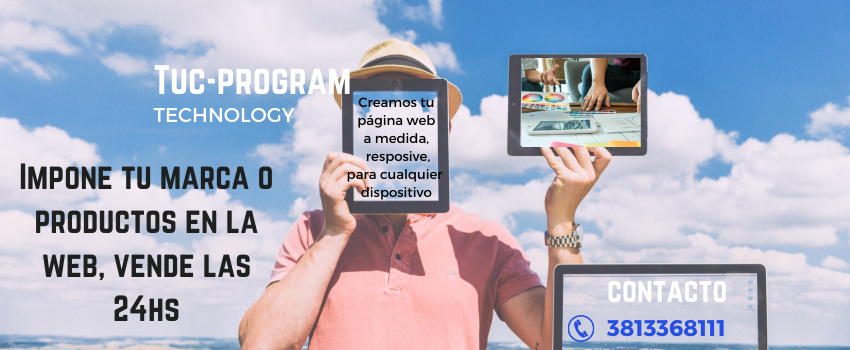 Tuc-program
TECHNOLOGY
Impone tu marca o
productos en la
web, vende las
24hs
Creamos tu
página web
a medida,
resposive,
para cualquier
dispositivo
contacto
3813368111